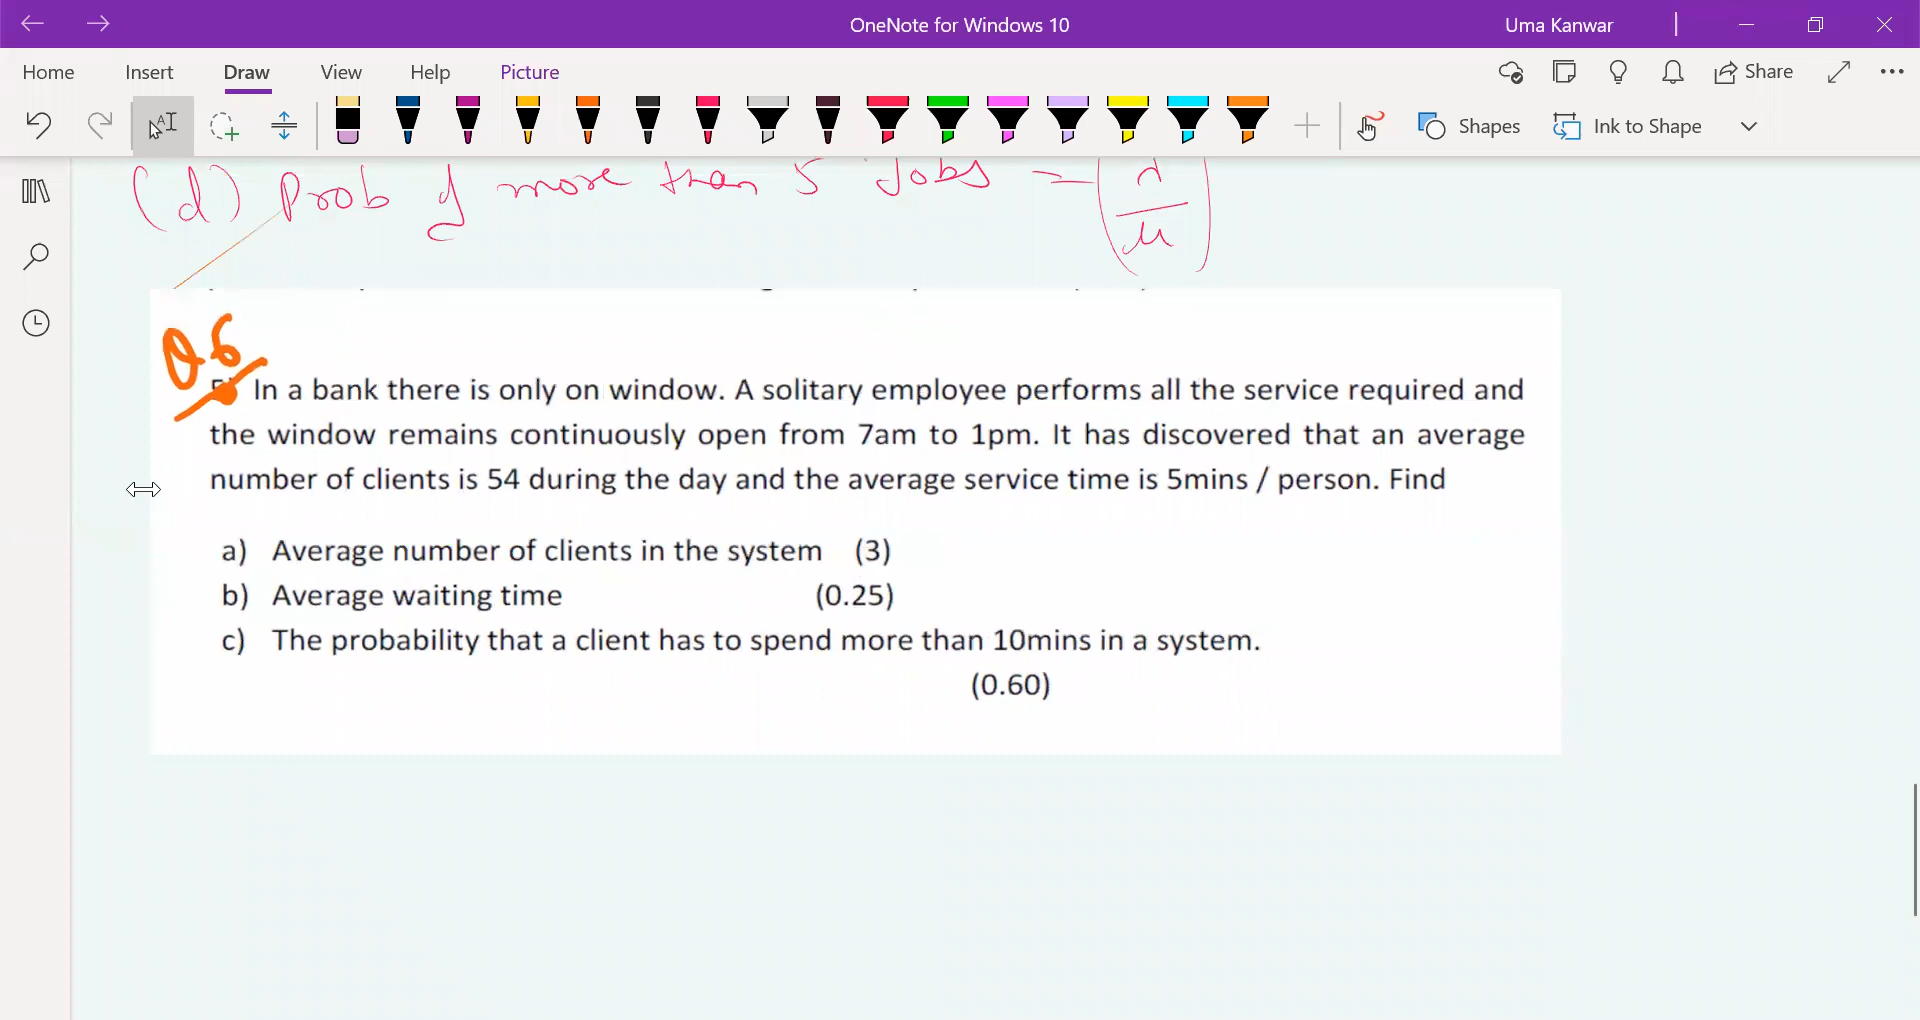 OneNote for Windows 10
Uma Kanwar
Home Insert Draw View Help Picture
Share
Shapes
Ink to Shape
(d) Prob of more than 5 Jobs = (λ/μ)
Q6
In a bank there is only on window. A solitary employee performs all the service required and
the window remains continuously open from 7am to 1pm. It has discovered that an average
number of clients is 54 during the day and the average service time is 5mins / person. Find
a) Average number of clients in the system (3)
b) Average waiting time (0.25)
c) The probability that a client has to spend more than 10mins in a system.
(0.60)